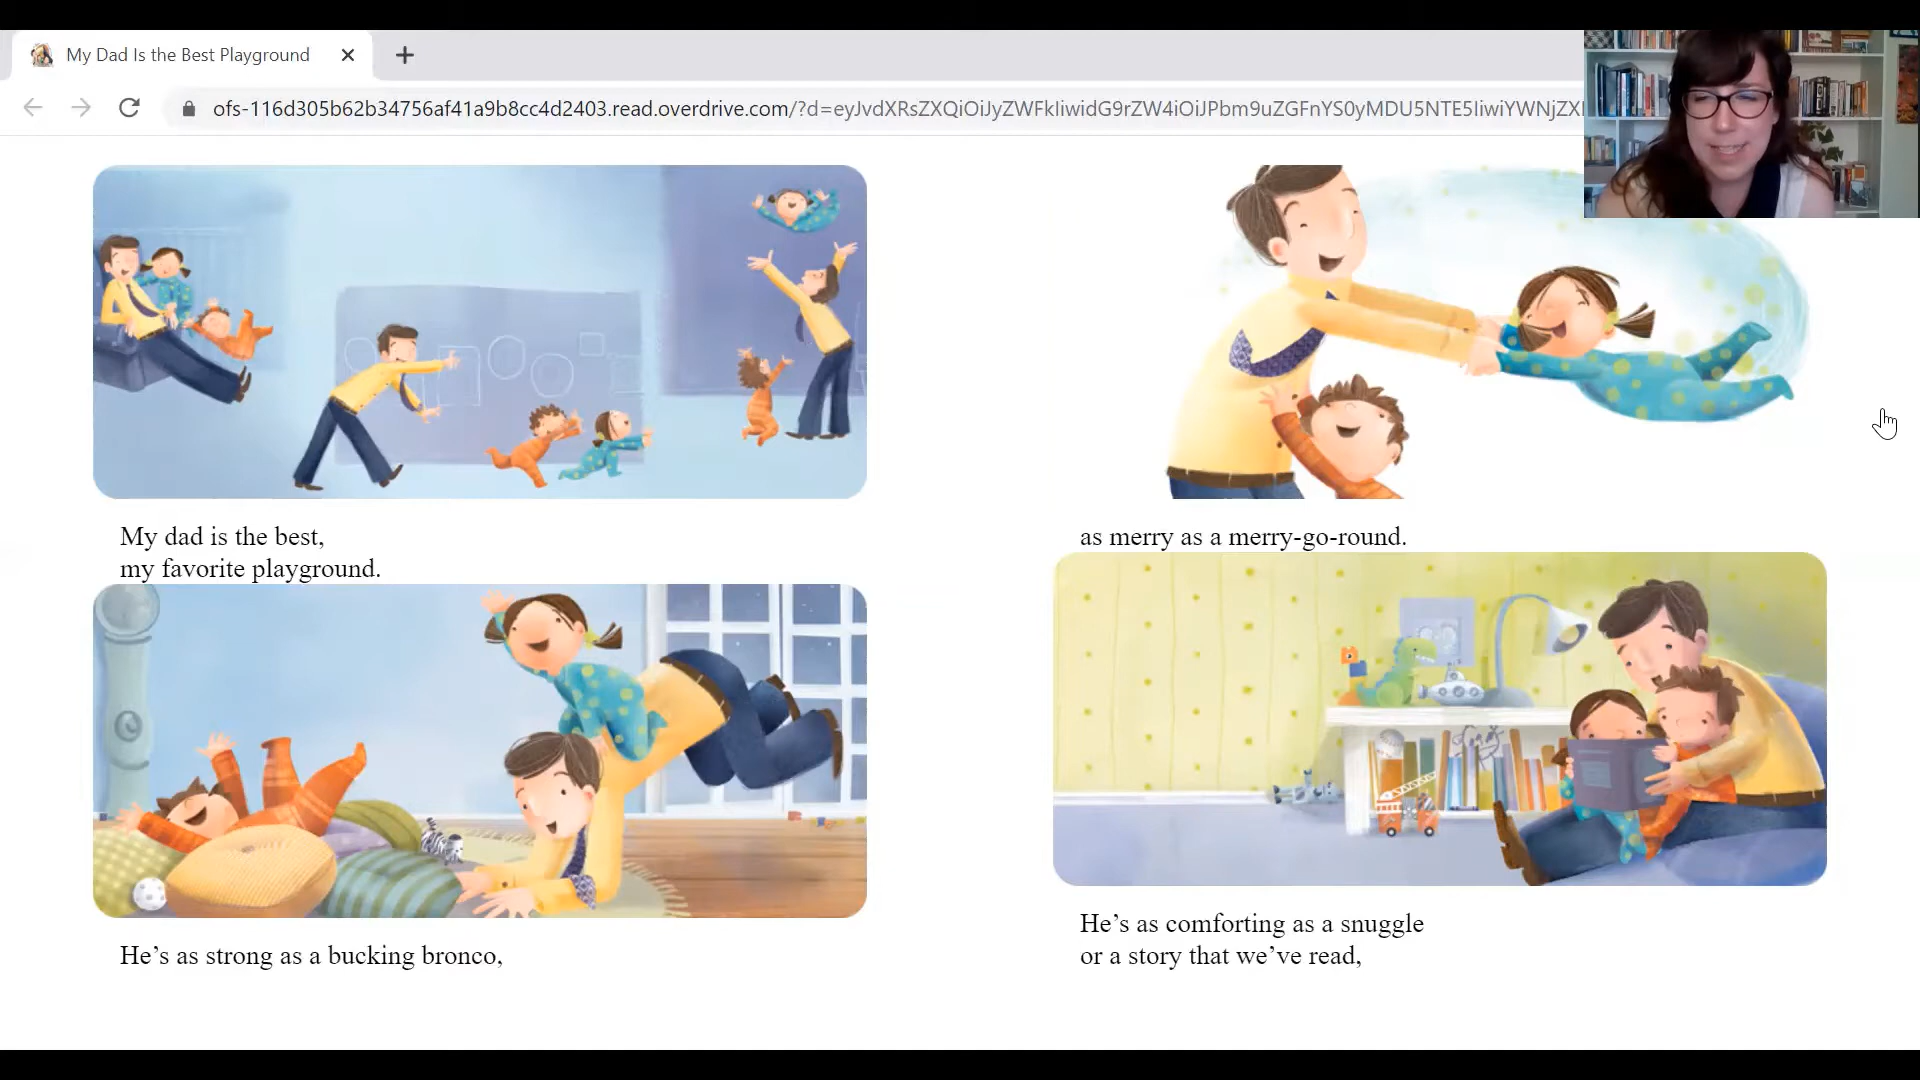 My Dad Is the Best Playground
ofs-116d305b62b34756af41a9b8cc4d2403.read.overdrive.com/?d=eyJvdXRsZXQiOiJyZWFkIiwidG9rZW4iOiJPbm9uZGFnYS0yMDU5NTE5IiwiYWNjZX
My dad is the best,
my favorite playground.
He’s as strong as a bucking bronco,
as merry as a merry-go-round.
He’s as comforting as a snuggle
or a story that we’ve read,